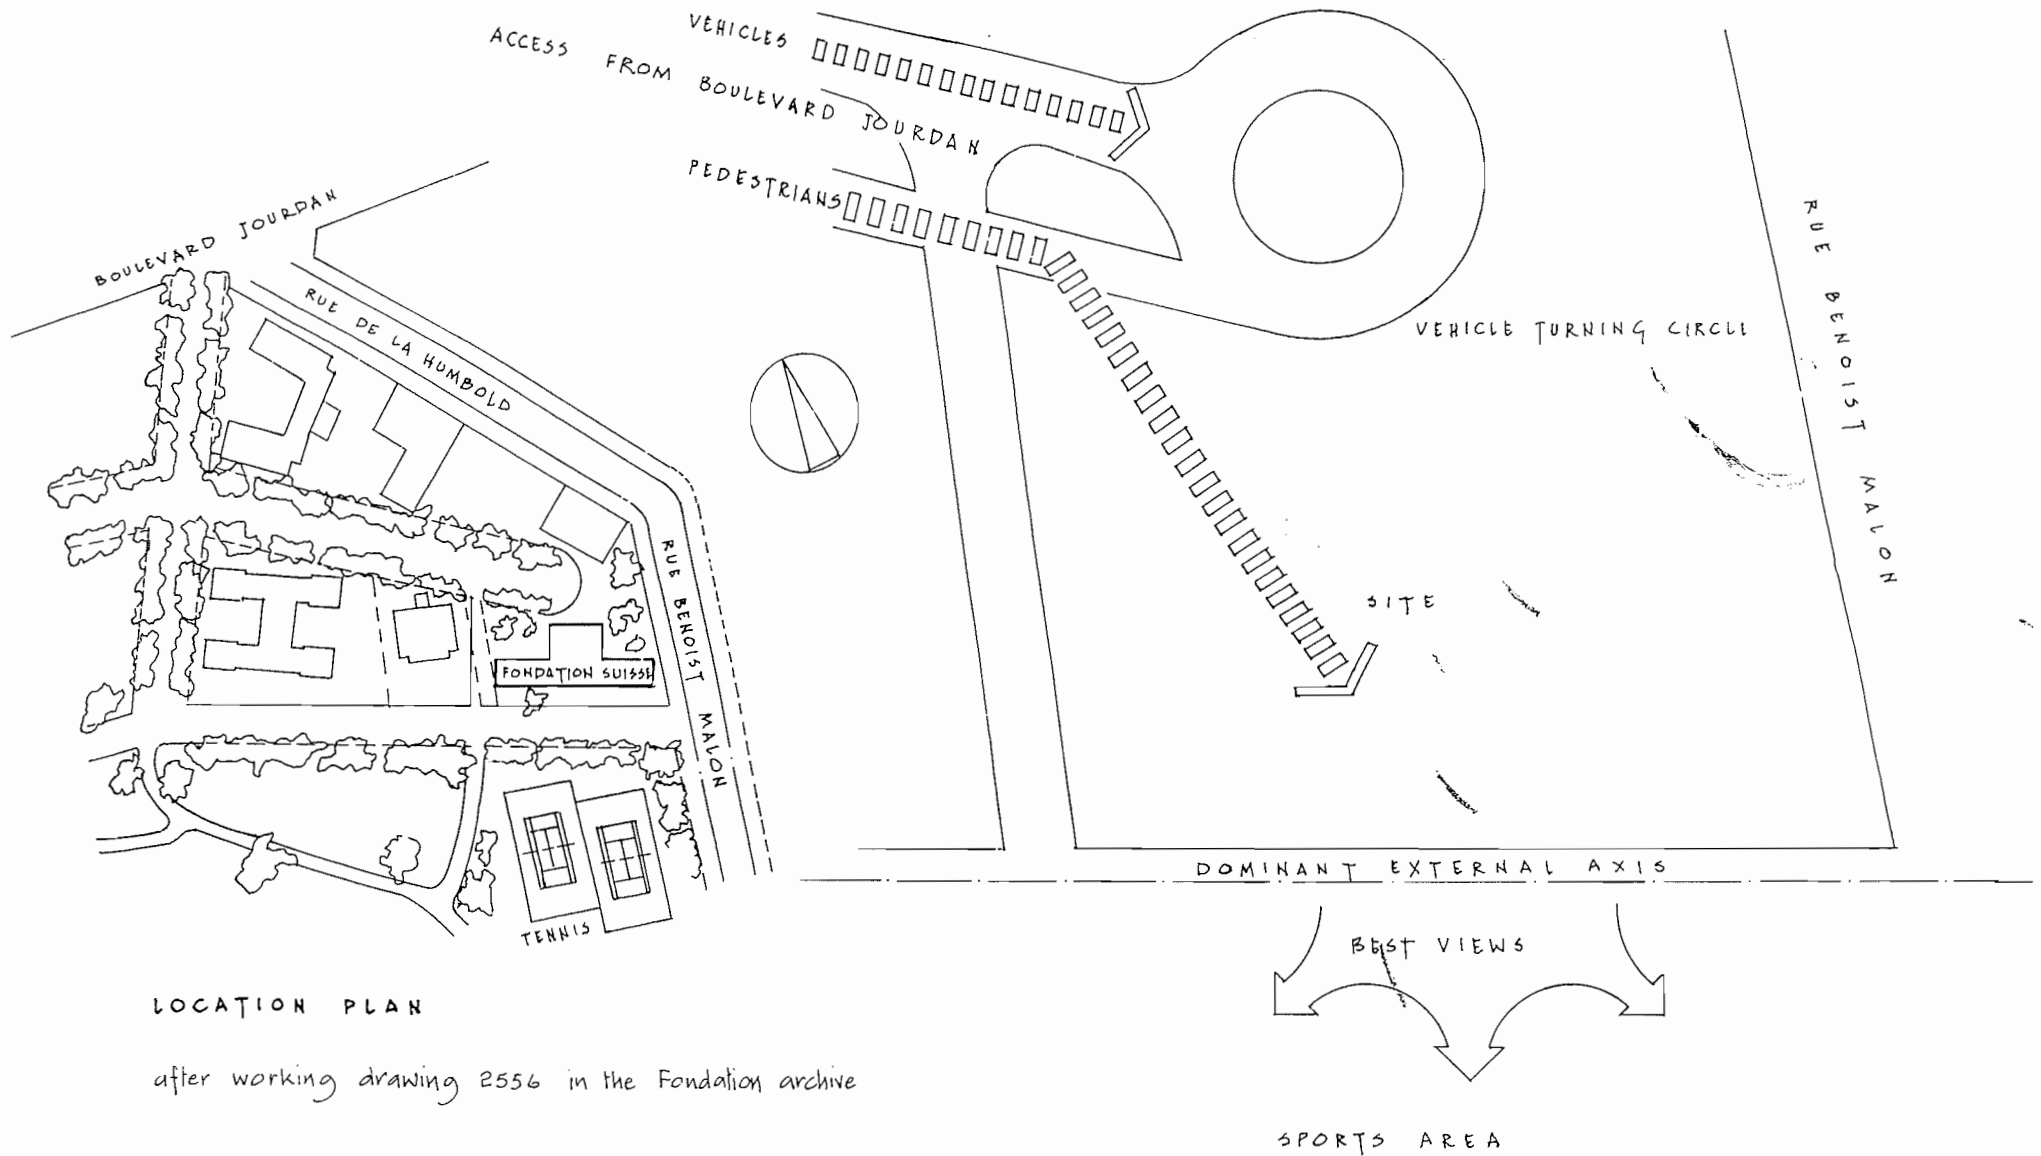 VEHICLES
ACCESS FROM BOULEVARD JOURDAN
PEDESTRIANS
BOULEVARD JOURDAN
RUE DE LA HUMBOLD
RUE BENOIST MALON
FONDATION SUISSE
TENNIS
VEHICLE TURNING CIRCLE
RUE BENOIST MALON
SITE
DOMINANT EXTERNAL AXIS
BEST VIEWS
SPORTS AREA
LOCATION PLAN
after working drawing 2556 in the Fondation archive